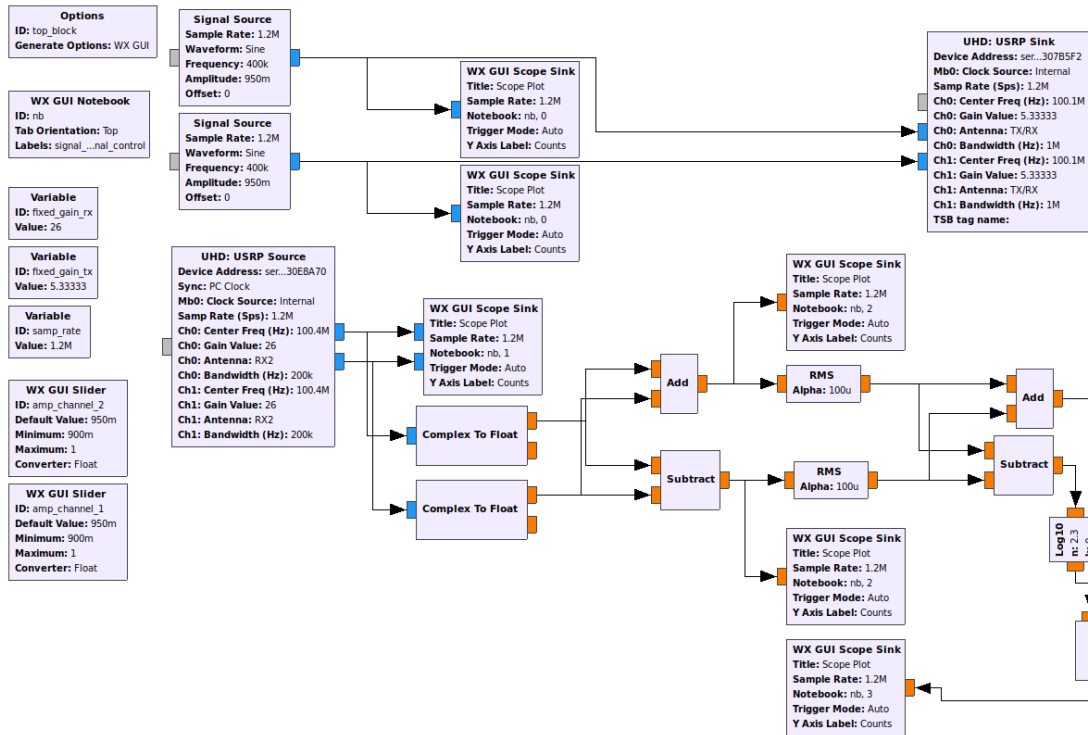 Options
ID: top_block
Generate Options: WX GUI
WX GUI Notebook
ID: nb
Tab Orientation: Top
Labels: signal_...nal_control
Variable
ID: fixed_gain_rx
Value: 26
Variable
ID: fixed_gain_tx
Value: 5.33333
Variable
ID: samp_rate
Value: 1.2M
WX GUI Slider
ID: amp_channel_2
Default Value: 950m
Minimum: 900m
Maximum: 1
Converter: Float
WX GUI Slider
ID: amp_channel_1
Default Value: 950m
Minimum: 900m
Maximum: 1
Converter: Float
Signal Source
Sample Rate: 1.2M
Waveform: Sine
Frequency: 400k
Amplitude: 950m
Offset: 0
Signal Source
Sample Rate: 1.2M
Waveform: Sine
Frequency: 400k
Amplitude: 950m
Offset: 0
WX GUI Scope Sink
Title: Scope Plot
Sample Rate: 1.2M
Notebook: nb, 0
Trigger Mode: Auto
Y Axis Label: Counts
WX GUI Scope Sink
Title: Scope Plot
Sample Rate: 1.2M
Notebook: nb, 0
Trigger Mode: Auto
Y Axis Label: Counts
UHD: USRP Sink
Device Address: ser...307B5F2
Mb0: Clock Source: Internal
Samp Rate (Sps): 1.2M
Ch0: Center Freq (Hz): 100.1M
Ch0: Gain Value: 5.33333
Ch0: Antenna: TX/RX
Ch0: Bandwidth (Hz): 1M
Ch1: Center Freq (Hz): 100.1M
Ch1: Gain Value: 5.33333
Ch1: Antenna: TX/RX
Ch1: Bandwidth (Hz): 1M
TSB tag name:
UHD: USRP Source
Device Address: ser...30E8A70
Sync: PC Clock
Mb0: Clock Source: Internal
Samp Rate (Sps): 1.2M
Ch0: Center Freq (Hz): 100.4M
Ch0: Gain Value: 26
Ch0: Antenna: RX2
Ch0: Bandwidth (Hz): 200k
Ch1: Center Freq (Hz): 100.4M
Ch1: Gain Value: 26
Ch1: Antenna: RX2
Ch1: Bandwidth (Hz): 200k
WX GUI Scope Sink
Title: Scope Plot
Sample Rate: 1.2M
Notebook: nb, 1
Trigger Mode: Auto
Y Axis Label: Counts
Complex To Float
Complex To Float
Add
Subtract
WX GUI Scope Sink
Title: Scope Plot
Sample Rate: 1.2M
Notebook: nb, 2
Trigger Mode: Auto
Y Axis Label: Counts
RMS
Alpha: 100u
RMS
Alpha: 100u
WX GUI Scope Sink
Title: Scope Plot
Sample Rate: 1.2M
Notebook: nb, 2
Trigger Mode: Auto
Y Axis Label: Counts
WX GUI Scope Sink
Title: Scope Plot
Sample Rate: 1.2M
Notebook: nb, 3
Trigger Mode: Auto
Y Axis Label: Counts
Add
Subtract
Log10
n: 2.3